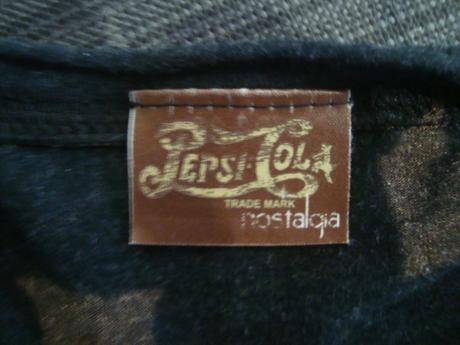 PEPSI-COLA
TRADE MARK
nostalgia